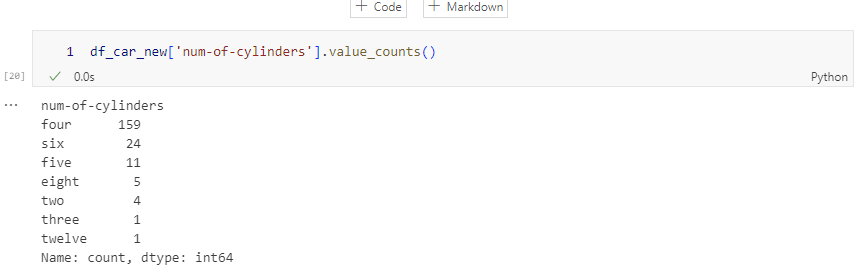 + Code + Markdown
1 df_car_new['num-of-cylinders'].value_counts()
[20] ✓ 0.0s Python
... num-of-cylinders
four 159
six 24
five 11
eight 5
two 4
three 1
twelve 1
Name: count, dtype: int64